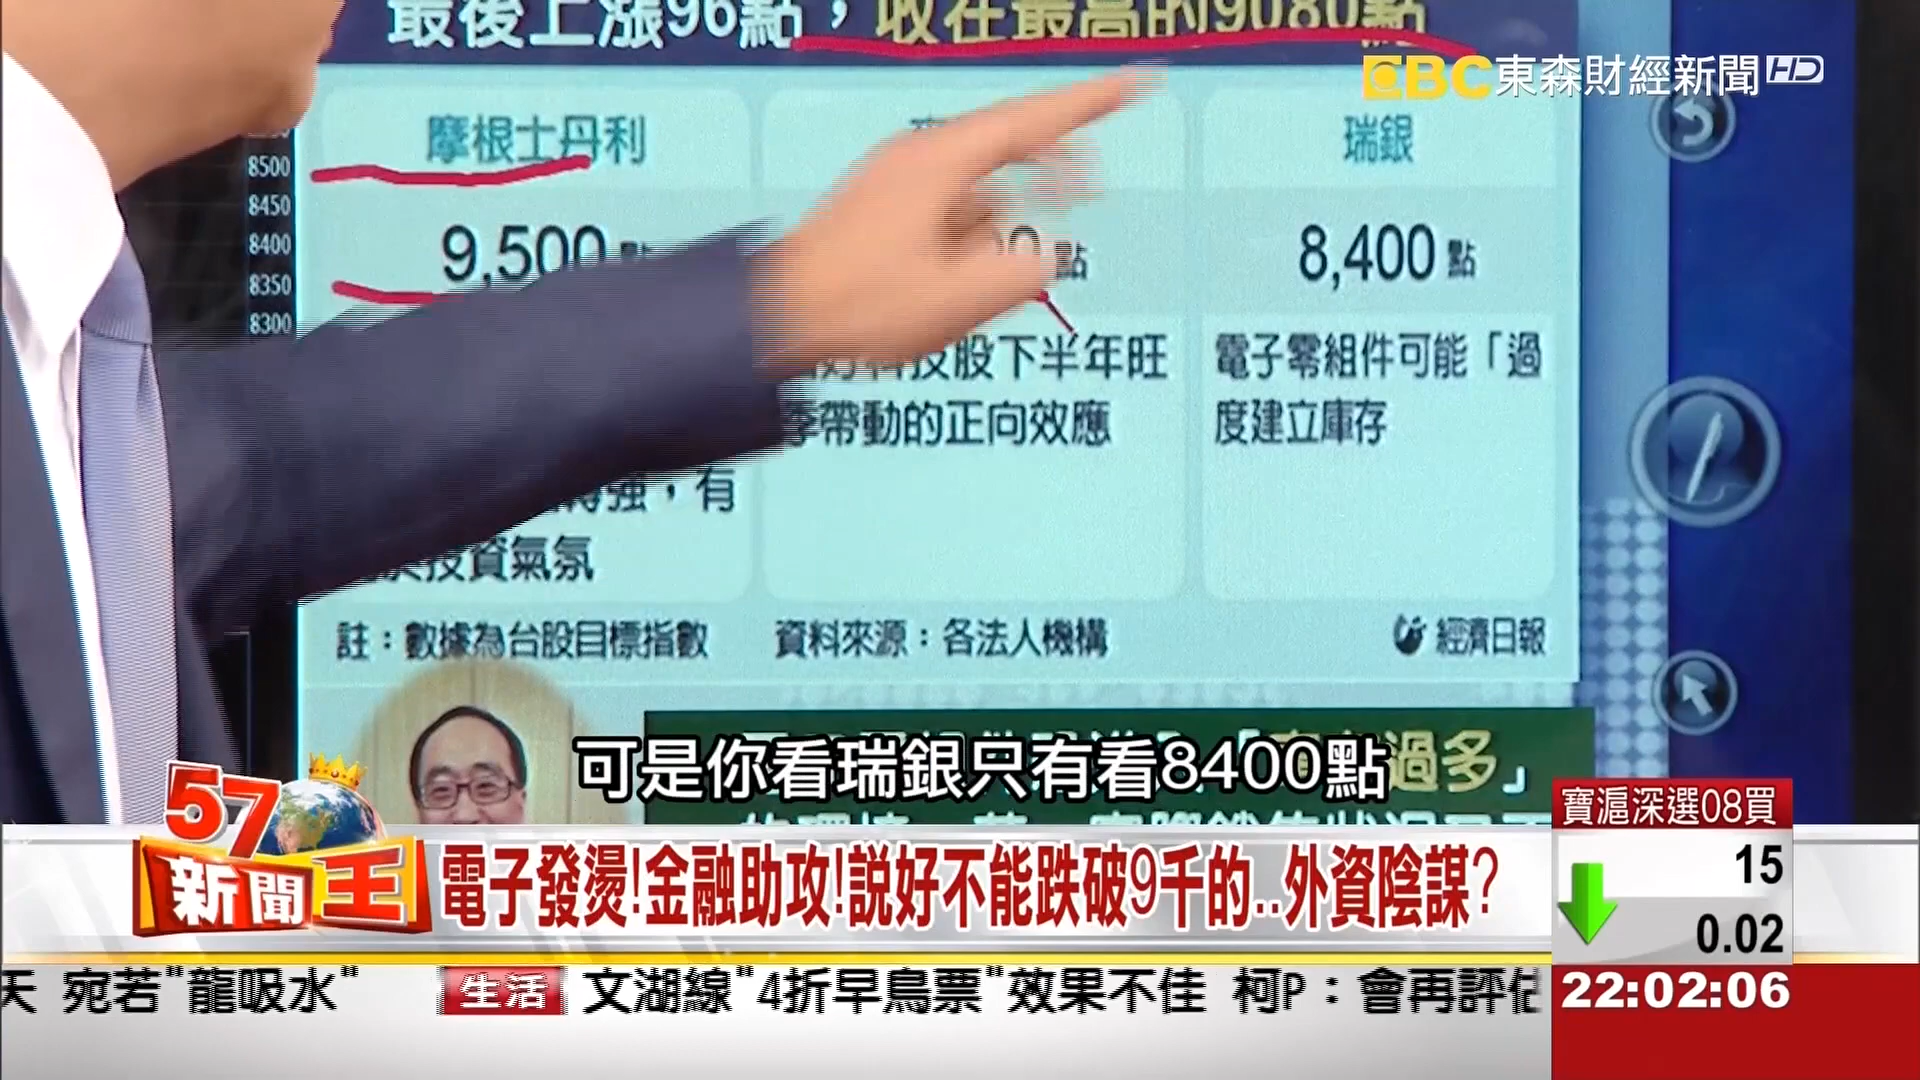 最後上漲96點，收在最高的9080點
EBC東森財經新聞HD
摩根士丹利
瑞銀
8500
8450
8400
8350
8300
9,500點
點
8,400點
股下半年旺
季帶動的正向效應
電子零組件可能「過
度建立庫存
強，有
投資氣氛
註：數據為台股目標指數
資料來源：各法人機構
經濟日報
過多」
可是你看瑞銀只有看8400點
57
新聞王
電子發燙!金融助攻!說好不能跌破9千的..外資陰謀?
寶滬深選08買
15
0.02
天 宛若"龍吸水"
生活
文湖線"4折早鳥票"效果不佳 柯P：會再評估
22:02:06